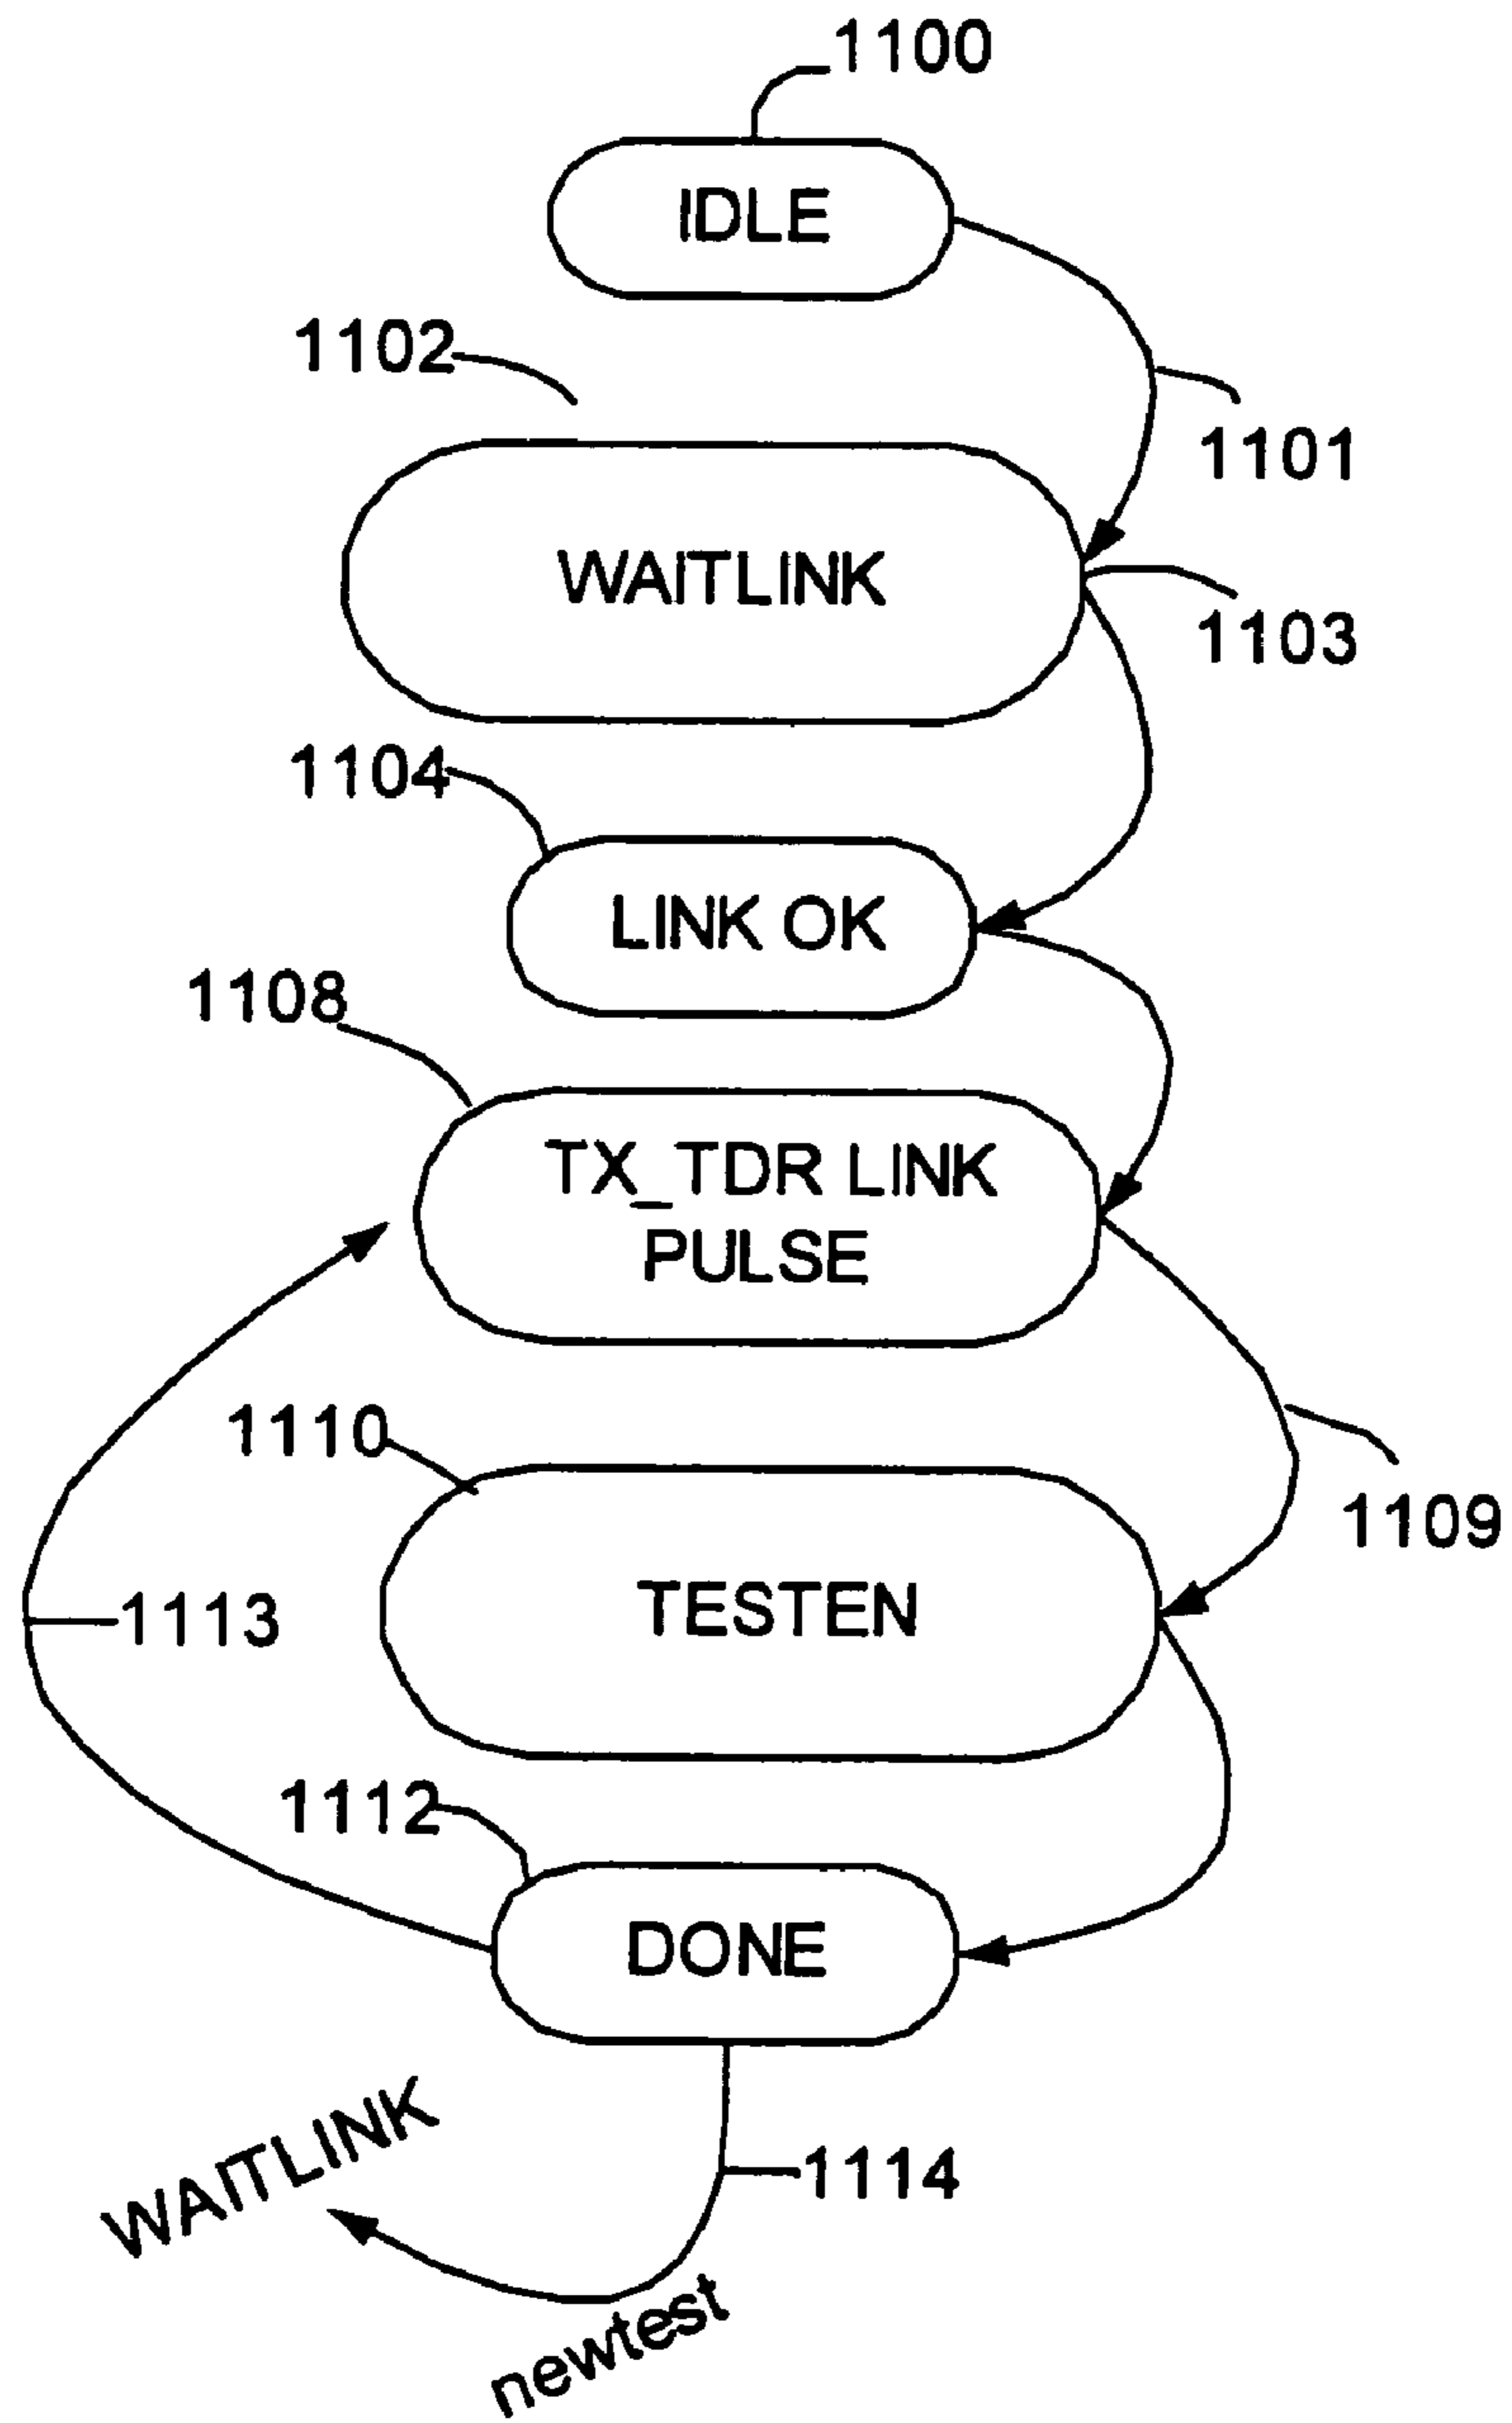 1100
IDLE
1102
1101
WAITLINK
1103
1104
LINK OK
1108
TX_TDR LINK
PULSE
1110
1109
TESTEN
1113
1112
DONE
WAITLINK
1114
newtest